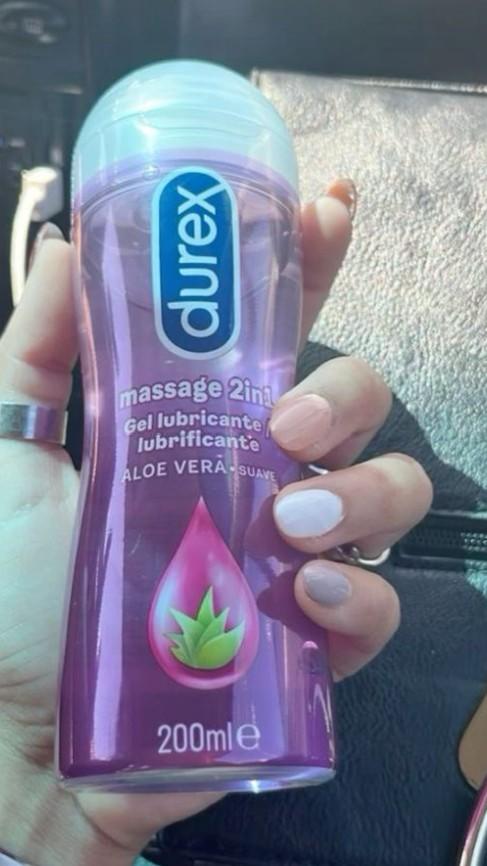 durex
massage 2in1
Gel lubricante /
lubrificante
ALOE VERA • SUAVE
200ml e